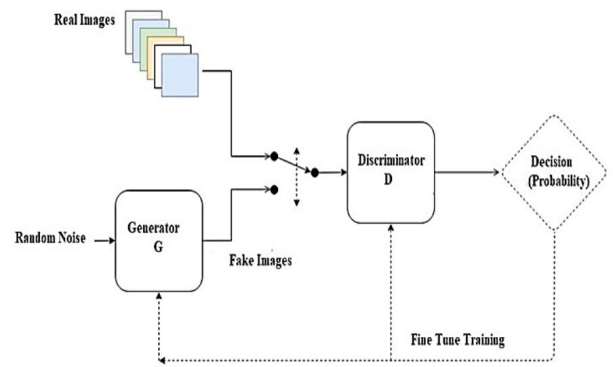 Real Images
Discriminator
D
Decision
(Probability)
Generator
G
Random Noise
Fake Images
Fine Tune Training